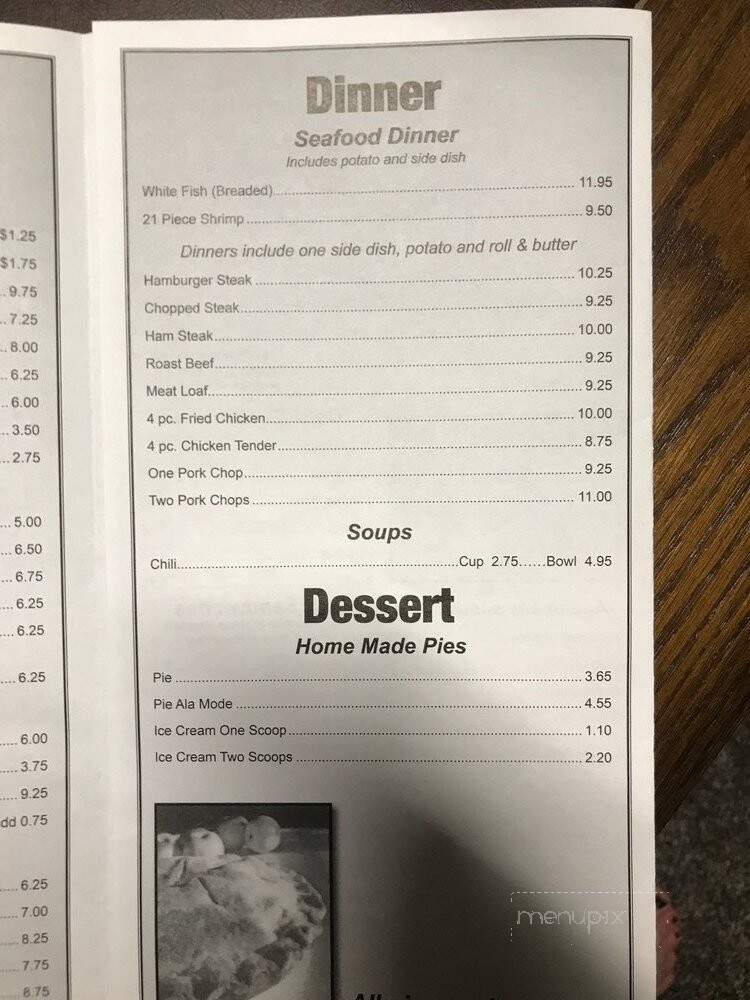 $1.25
$1.75
..9.75
..7.25
..8.00
..6.25
..6.00
...3.50
...2.75
...5.00
...6.50
...6.75
....6.25
....6.25
....6.25
.....6.00
.....3.75
.....9.25
dd 0.75
.....6.25
.....7.00
.....8.25
.....7.75
.....8.75
Dinner
Seafood Dinner
Includes potato and side dish
White Fish (Breaded)...11.95
21 Piece Shrimp...9.50
Dinners include one side dish, potato and roll & butter
Hamburger Steak...10.25
Chopped Steak...9.25
Ham Steak...10.00
Roast Beef...9.25
Meat Loaf...9.25
4 pc. Fried Chicken...10.00
4 pc. Chicken Tender...8.75
One Pork Chop...9.25
Two Pork Chops...11.00
Soups
Chili...Cup 2.75......Bowl 4.95
Dessert
Home Made Pies
Pie...3.65
Pie Ala Mode...4.55
Ice Cream One Scoop...1.10
Ice Cream Two Scoops...2.20
menupix